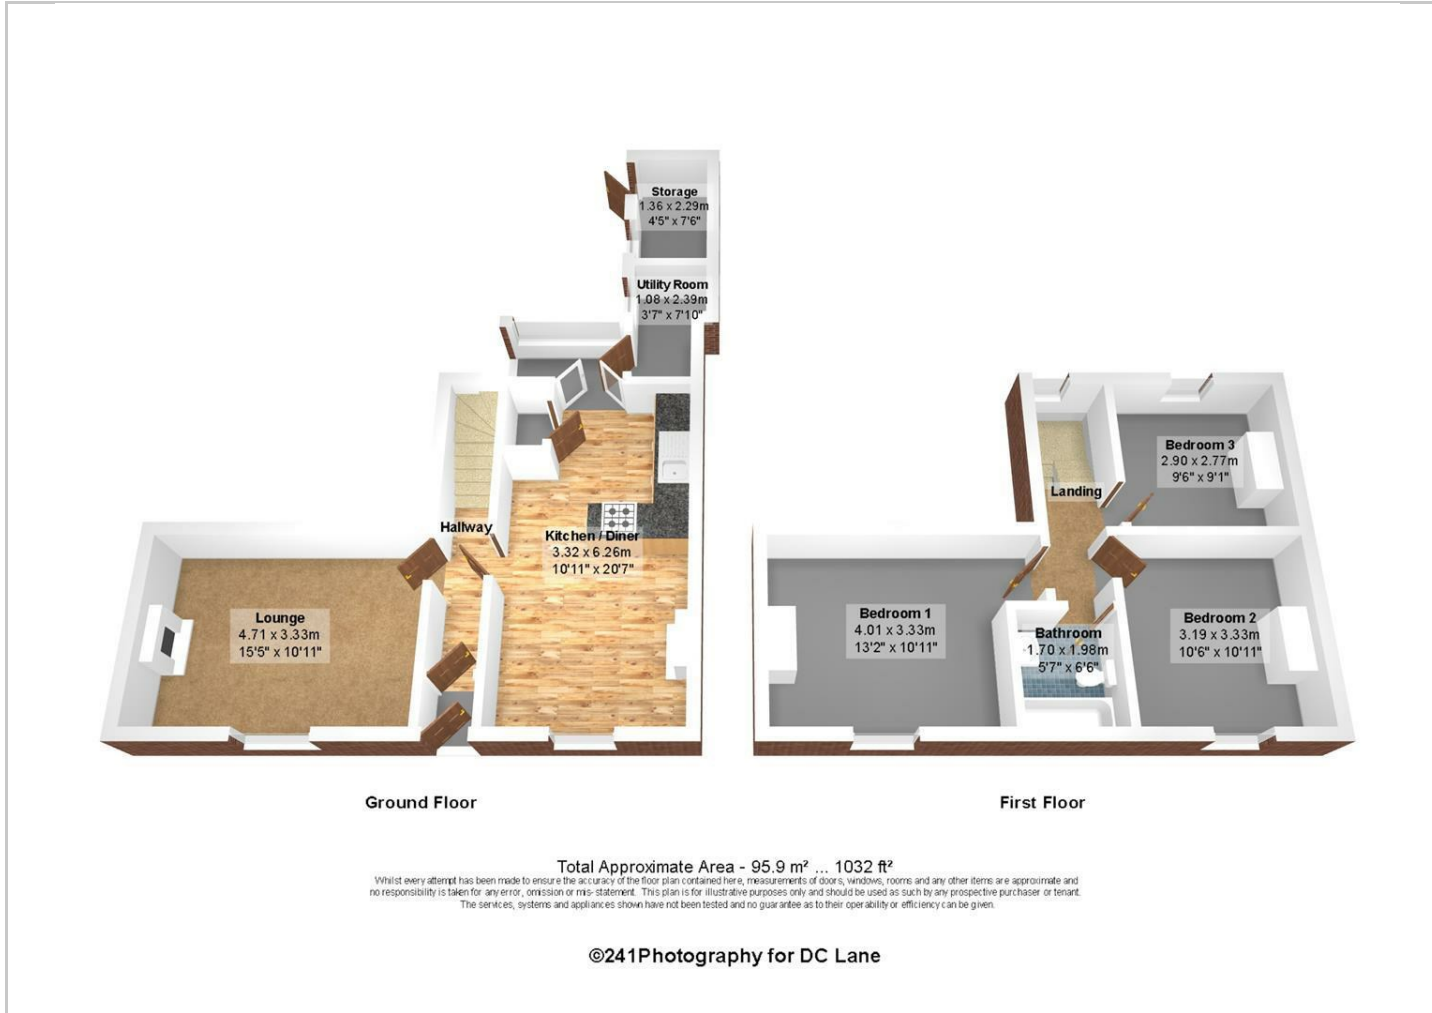 Storage
1.36 x 2.29m
4'5" x 7'6"
Utility Room
1.08 x 2.39m
3'7" x 7'10"
Hallway
Kitchen / Diner
3.32 x 6.26m
10'11" x 20'7"
Lounge
4.71 x 3.33m
15'5" x 10'11"
Bedroom 3
2.90 x 2.77m
9'6" x 9'1"
Landing
Bedroom 1
4.01 x 3.33m
13'2" x 10'11"
Bathroom
1.70 x 1.98m
5'7" x 6'6"
Bedroom 2
3.19 x 3.33m
10'6" x 10'11"
Ground Floor
First Floor
Total Approximate Area - 95.9 m² ... 1032 ft²
Whilst every attempt has been made to ensure the accuracy of the floor plan contained here, measurements of doors, windows, rooms and any other items are approximate and
no responsibility is taken for any error, omission or mis-statement. This plan is for illustrative purposes only and should be used as such by any prospective purchaser or tenant.
The services, systems and appliances shown have not been tested and no guarantee as to their operability or efficiency can be given.
©241Photography for DC Lane